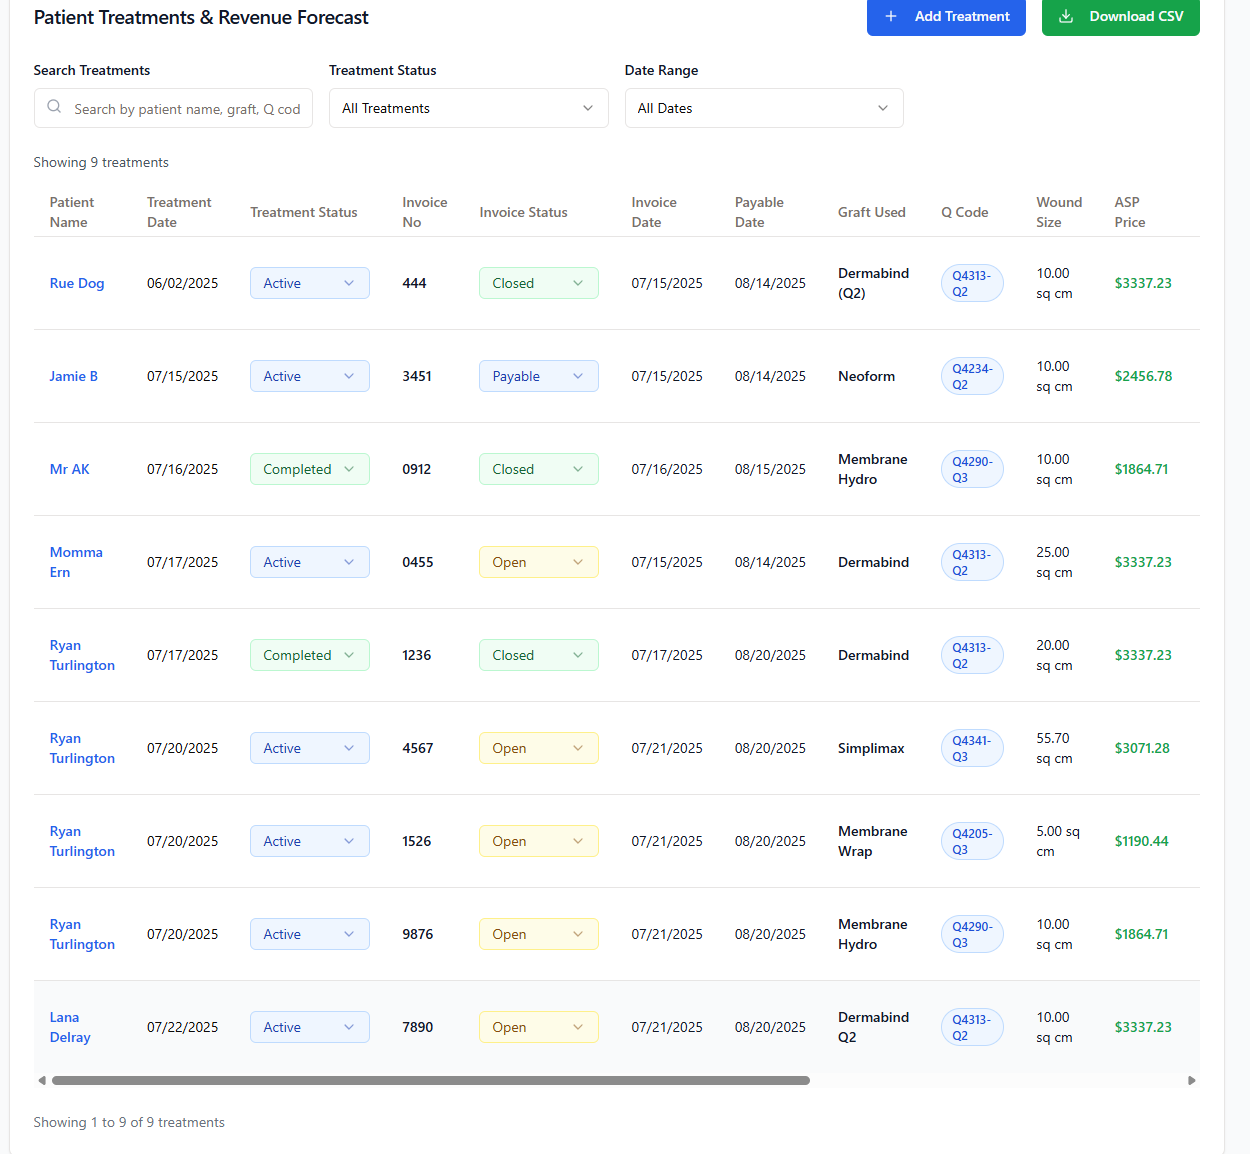 Patient Treatments & Revenue Forecast
+ Add Treatment
Download CSV
Search Treatments
Treatment Status
Date Range
Search by patient name, graft, Q cod
All Treatments
All Dates
Showing 9 treatments
Patient Name Treatment Date Treatment Status Invoice No Invoice Status Invoice Date Payable Date Graft Used Q Code Wound Size ASP Price
Rue Dog 06/02/2025 Active 444 Closed 07/15/2025 08/14/2025 Dermabind (Q2) Q4313-Q2 10.00 sq cm $3337.23
Jamie B 07/15/2025 Active 3451 Payable 07/15/2025 08/14/2025 Neoform Q4234-Q2 10.00 sq cm $2456.78
Mr AK 07/16/2025 Completed 0912 Closed 07/16/2025 08/15/2025 Membrane Hydro Q4290-Q3 10.00 sq cm $1864.71
Momma Ern 07/17/2025 Active 0455 Open 07/15/2025 08/14/2025 Dermabind Q4313-Q2 25.00 sq cm $3337.23
Ryan Turlington 07/17/2025 Completed 1236 Closed 07/17/2025 08/20/2025 Dermabind Q4313-Q2 20.00 sq cm $3337.23
Ryan Turlington 07/20/2025 Active 4567 Open 07/21/2025 08/20/2025 Simplimax Q4341-Q3 55.70 sq cm $3071.28
Ryan Turlington 07/20/2025 Active 1526 Open 07/21/2025 08/20/2025 Membrane Wrap Q4205-Q3 5.00 sq cm $1190.44
Ryan Turlington 07/20/2025 Active 9876 Open 07/21/2025 08/20/2025 Membrane Hydro Q4290-Q3 10.00 sq cm $1864.71
Lana Delray 07/22/2025 Active 7890 Open 07/21/2025 08/20/2025 Dermabind Q2 Q4313-Q2 10.00 sq cm $3337.23
Showing 1 to 9 of 9 treatments